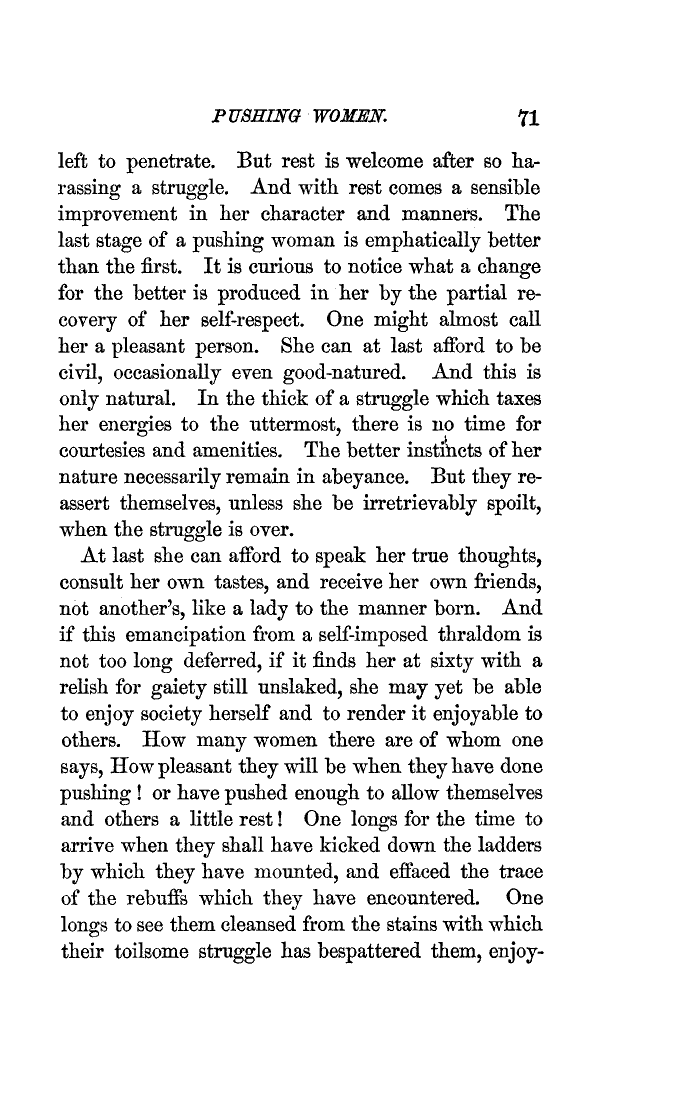 PUSHING WOMEN. 71
left to penetrate. But rest is welcome after so ha-
rassing a struggle. And with rest comes a sensible
improvement in her character and manners. The
last stage of a pushing woman is emphatically better
than the first. It is curious to notice what a change
for the better is produced in her by the partial re-
covery of her self-respect. One might almost call
her a pleasant person. She can at last afford to be
civil, occasionally even good-natured. And this is
only natural. In the thick of a struggle which taxes
her energies to the uttermost, there is no time for
courtesies and amenities. The better instincts of her
nature necessarily remain in abeyance. But they re-
assert themselves, unless she be irretrievably spoilt,
when the struggle is over.
At last she can afford to speak her true thoughts,
consult her own tastes, and receive her own friends,
not another's, like a lady to the manner born. And
if this emancipation from a self-imposed thraldom is
not too long deferred, if it finds her at sixty with a
relish for gaiety still unslaked, she may yet be able
to enjoy society herself and to render it enjoyable to
others. How many women there are of whom one
says, How pleasant they will be when they have done
pushing! or have pushed enough to allow themselves
and others a little rest! One longs for the time to
arrive when they shall have kicked down the ladders
by which they have mounted, and effaced the trace
of the rebuffs which they have encountered. One
longs to see them cleansed from the stains with which
their toilsome struggle has bespattered them, enjoy-